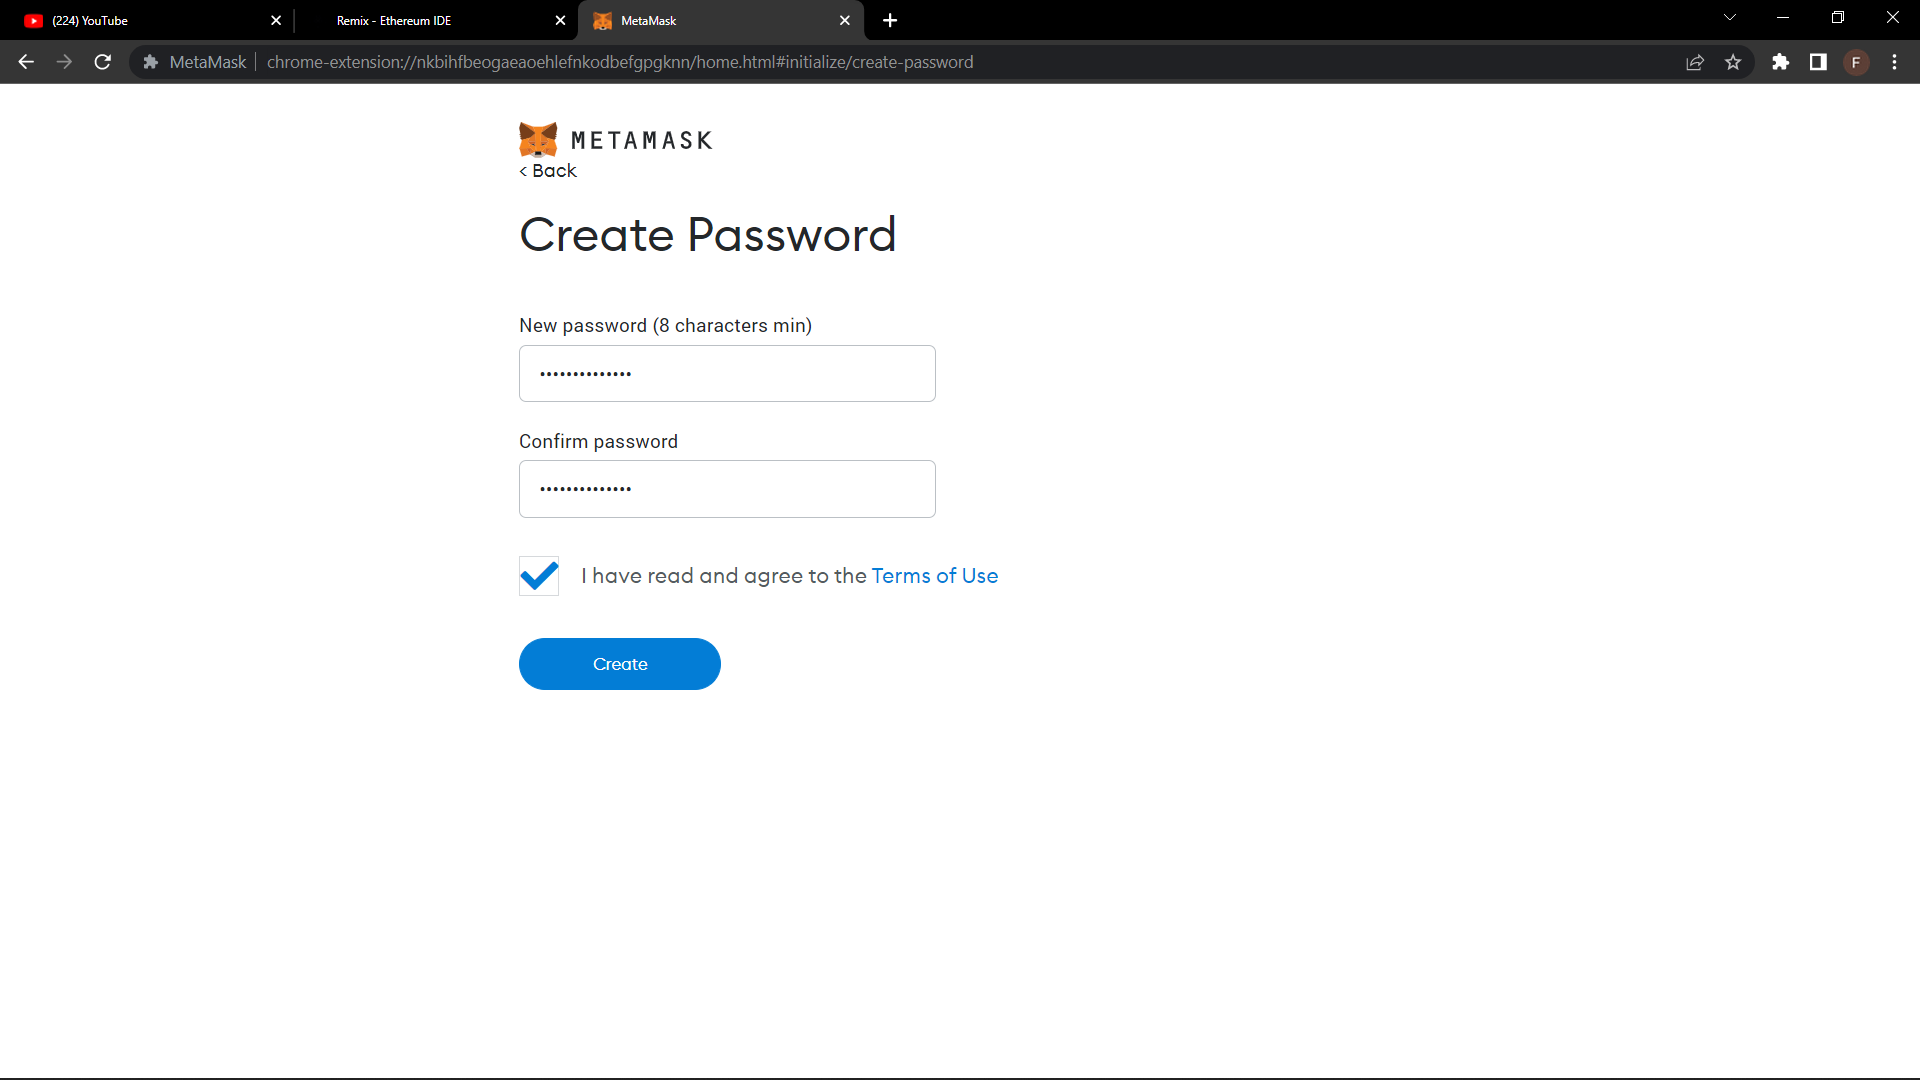 (224) YouTube
Remix - Ethereum IDE
MetaMask
MetaMask
chrome-extension://nkbihfbeogaeaoehlefnkodbefgpgknn/home.html#initialize/create-password
F
METAMASK
< Back
Create Password
New password (8 characters min)
••••••••••••••
Confirm password
••••••••••••••
I have read and agree to the Terms of Use
Create